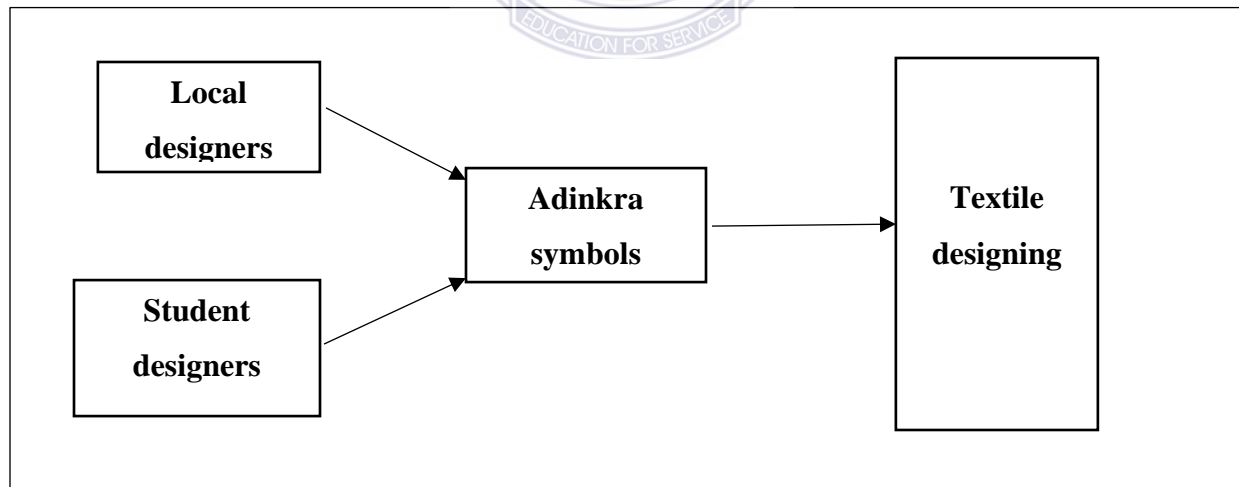 EDUCATION FOR SERVICE
Local
designers
Adinkra
symbols
Textile
designing
Student
designers